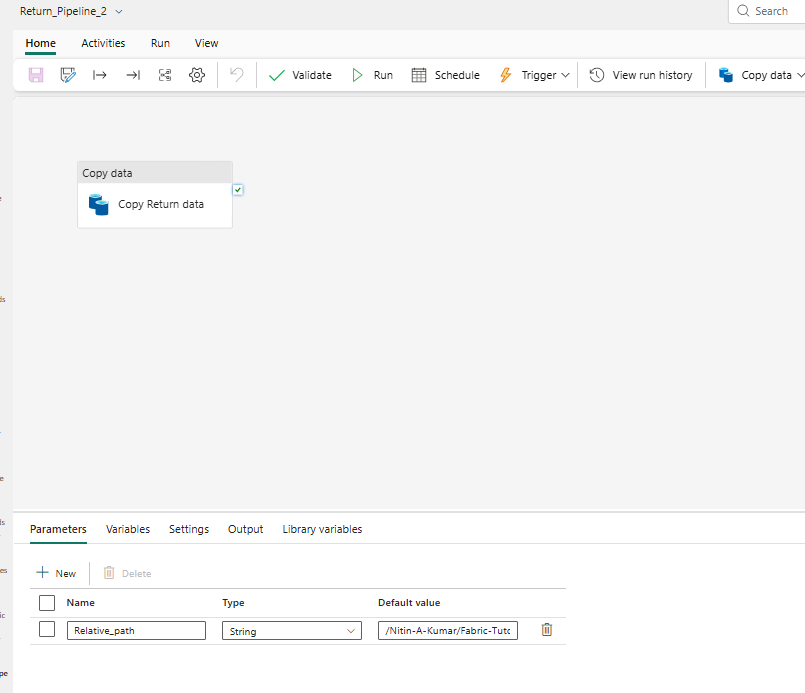 Return_Pipeline_2
Search
Home Activities Run View
Validate Run Schedule Trigger View run history Copy data
Copy data
Copy Return data
Parameters Variables Settings Output Library variables
New Delete
Name Type Default value
Relative_path String /Nitin-A-Kumar/Fabric-Tuto